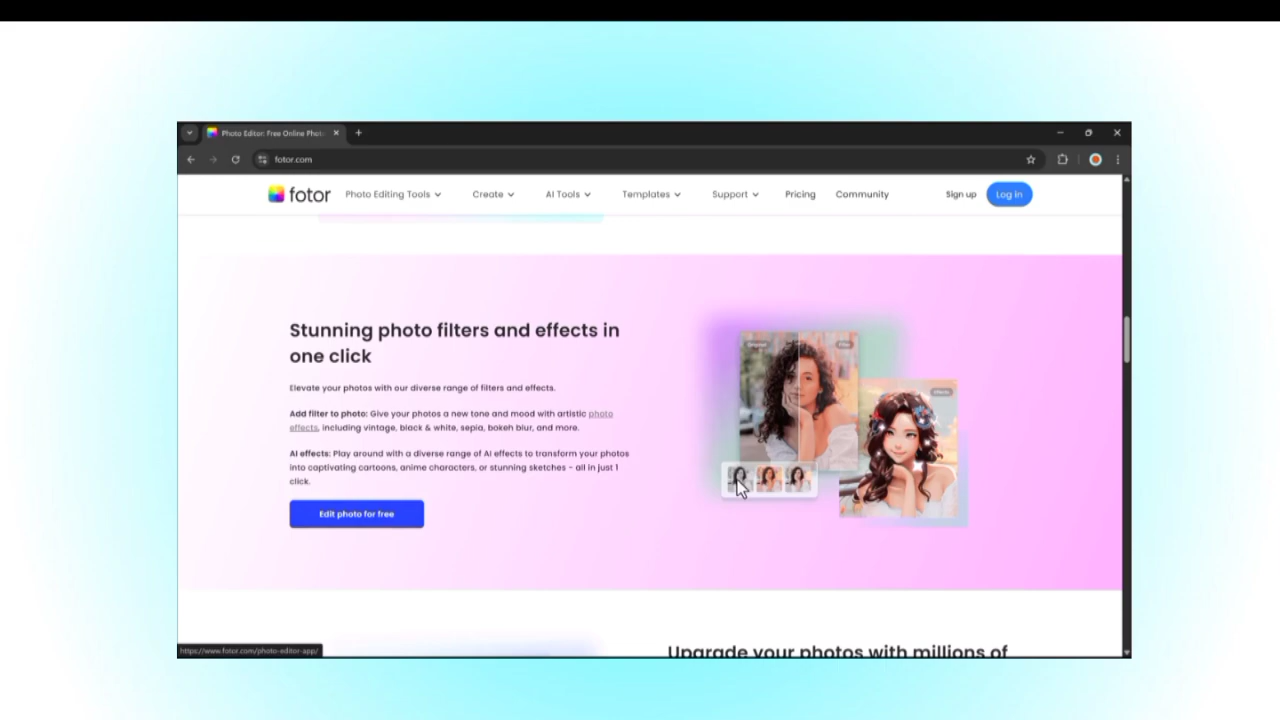 Photo Editor: Free Online Phot
fotor.com
fotor Photo Editing Tools Create AI Tools Templates Support Pricing Community Sign up Log in
Stunning photo filters and effects in
one click
Elevate your photos with our diverse range of filters and effects.
Add filter to photo: Give your photos a new tone and mood with artistic photo
effects, including vintage, black & white, sepia, bokeh blur, and more.
AI effects: Play around with a diverse range of AI effects to transform your photos
into captivating cartoons, anime characters, or stunning sketches - all in just 1
click.
Edit photo for free
Original Filter
effects
Upgrade your photos with millions of
https://www.fotor.com/photo-editor-app/